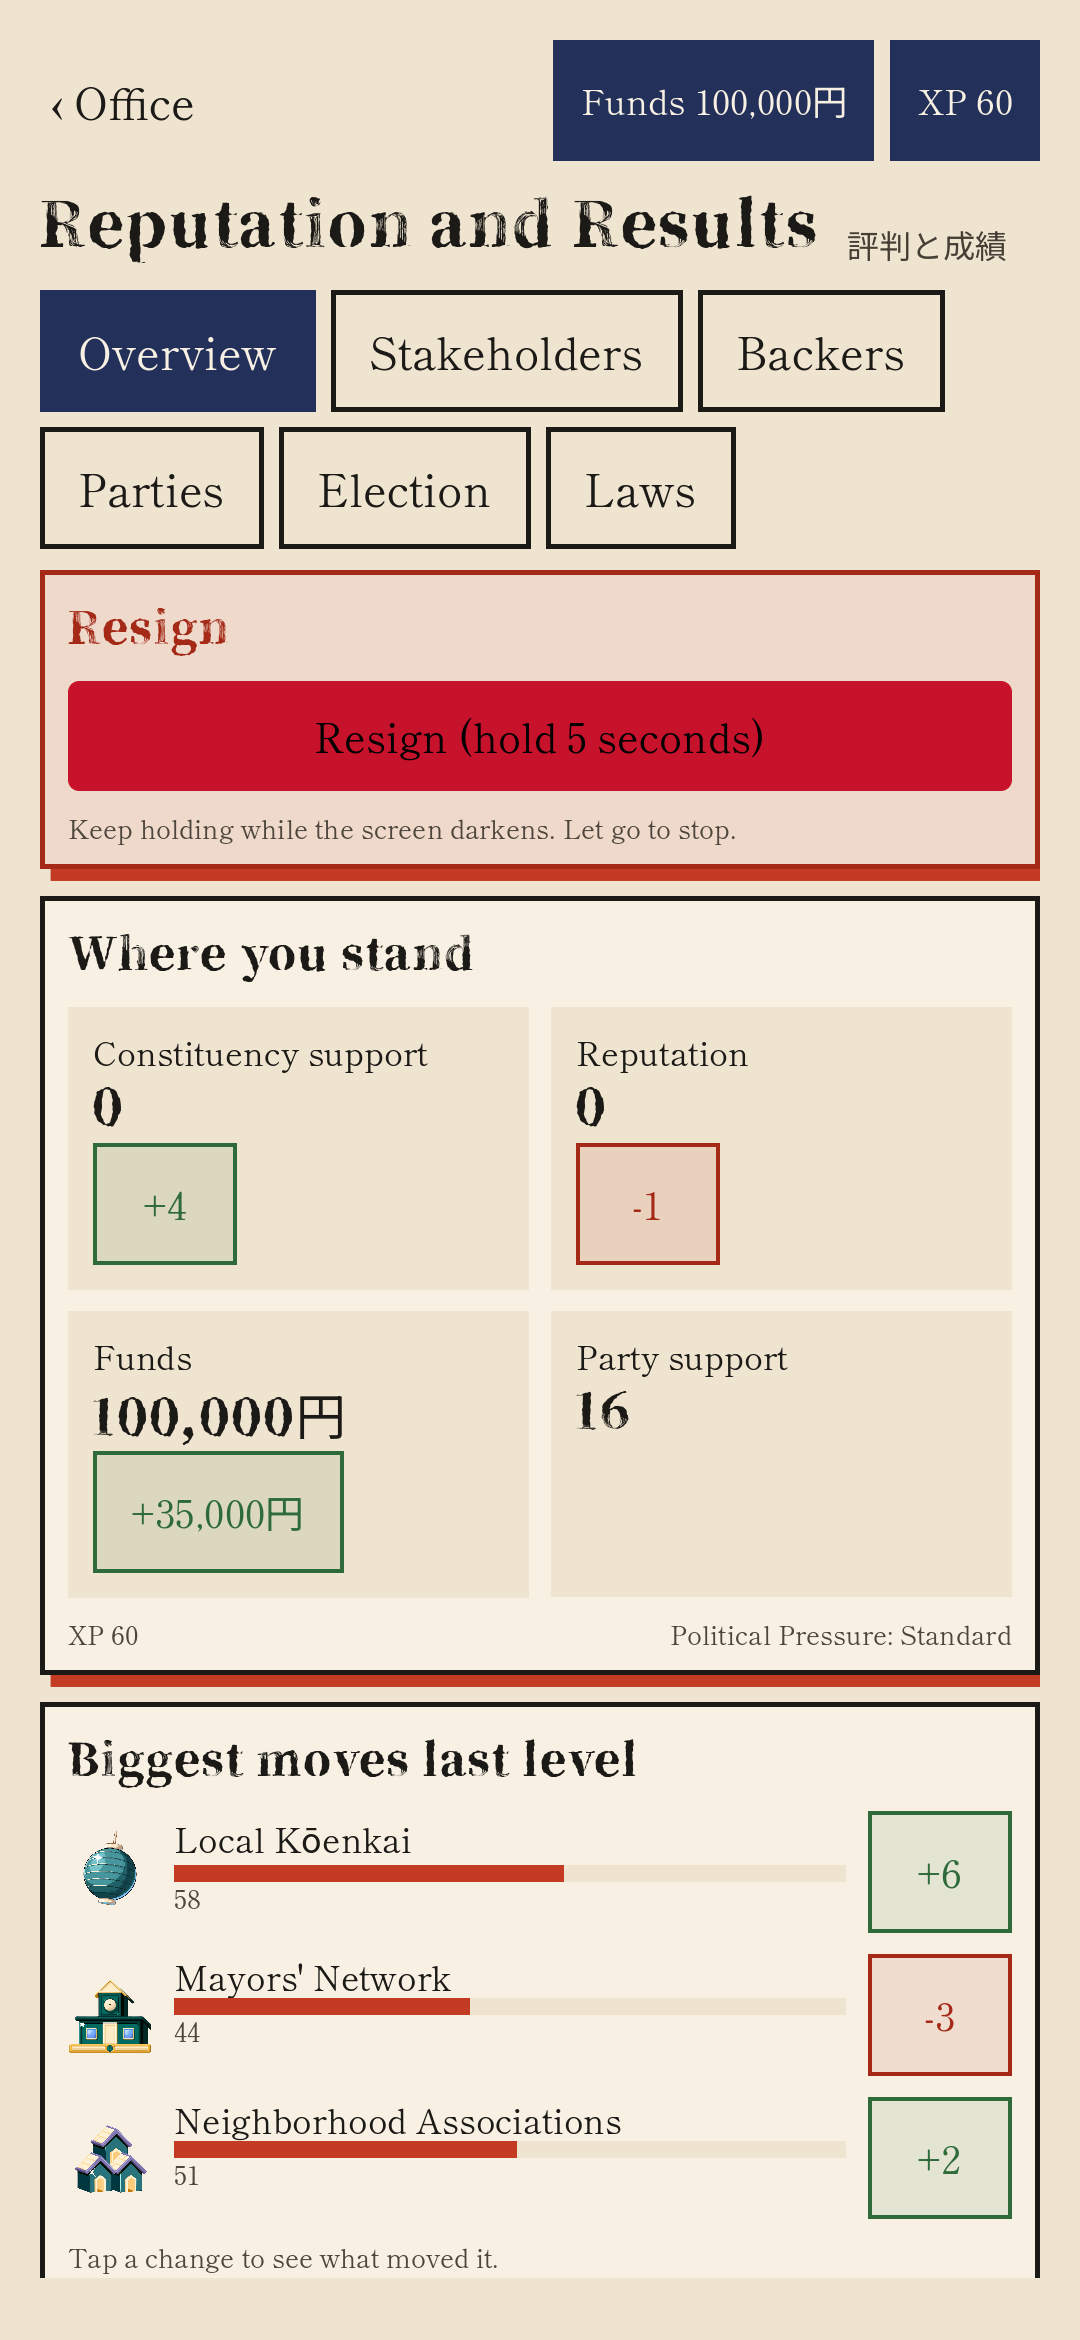 ‹ Office
Funds 100,000円
XP 60
Reputation and Results 評判と成績
Overview
Stakeholders
Backers
Parties
Election
Laws
Resign
Resign (hold 5 seconds)
Keep holding while the screen darkens. Let go to stop.
Where you stand
Constituency support
0
+4
Reputation
0
-1
Funds
100,000円
+35,000円
Party support
16
XP 60
Political Pressure: Standard
Biggest moves last level
Local Kōenkai
58
+6
Mayors' Network
44
-3
Neighborhood Associations
51
+2
Tap a change to see what moved it.